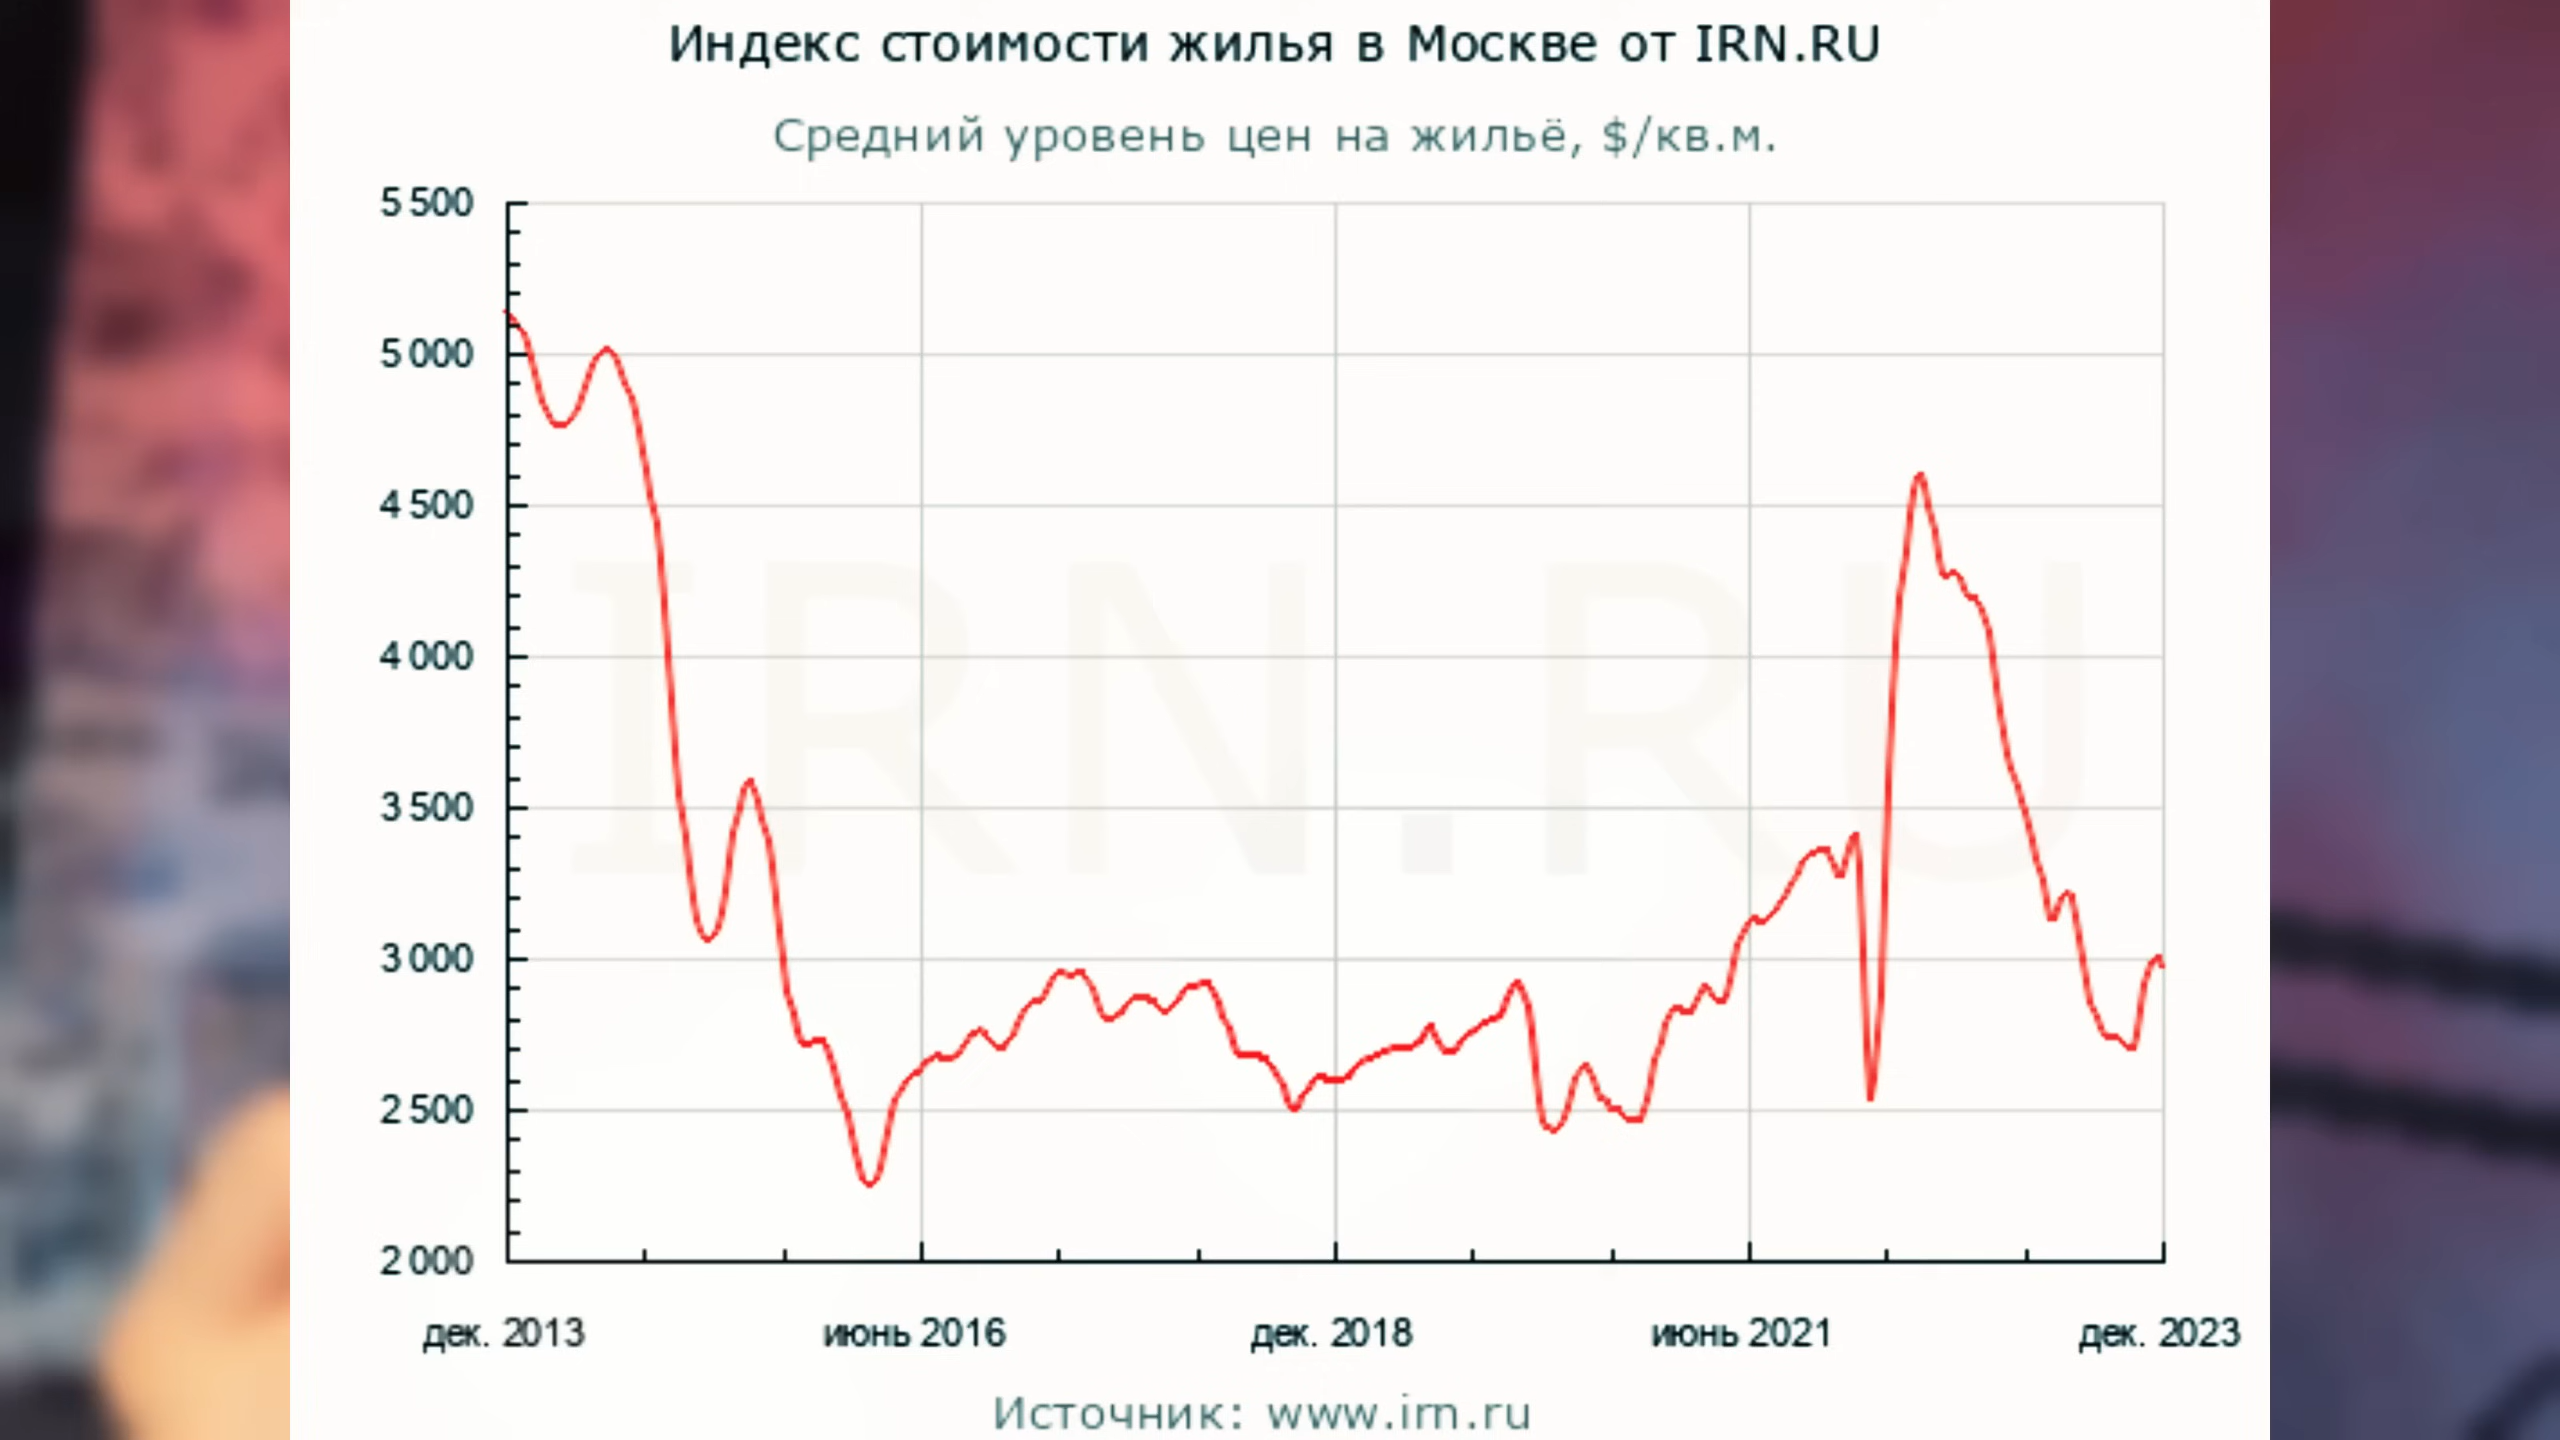 Индекс стоимости жилья в Москве от IRN.RU
Средний уровень цен на жильё, $/кв.м.
5 500
5 000
4 500
4 000
3 500
3 000
2 500
2 000
IRN.RU
дек. 2013 июнь 2016 дек. 2018 июнь 2021 дек. 2023
Источник: www.irn.ru